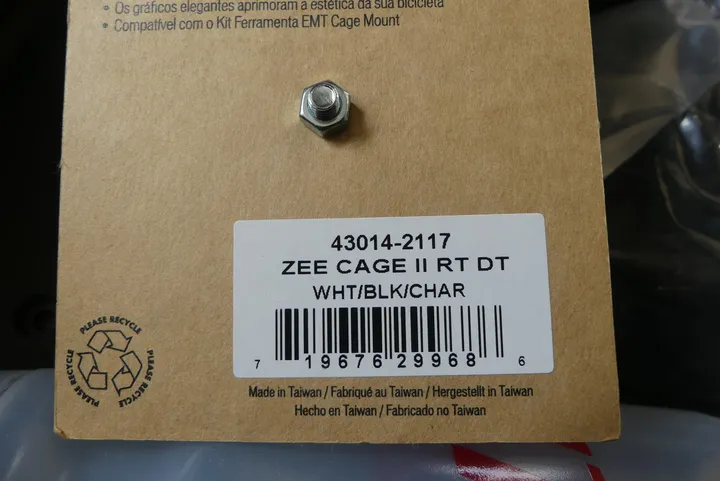 • Os gráficos elegantes aprimoram a estética da sua bicicleta
• Compatível com o Kit Ferramenta EMT Cage Mount
43014-2117
ZEE CAGE II RT DT
WHT/BLK/CHAR
7 19676 29968 6
PLEASE RECYCLE PLEASE RECYCLE PLEASE RECYCLE
Made in Taiwan / Fabriqué au Taiwan / Hergestellt in Taiwan
Hecho en Taiwan / Fabricado no Taiwan